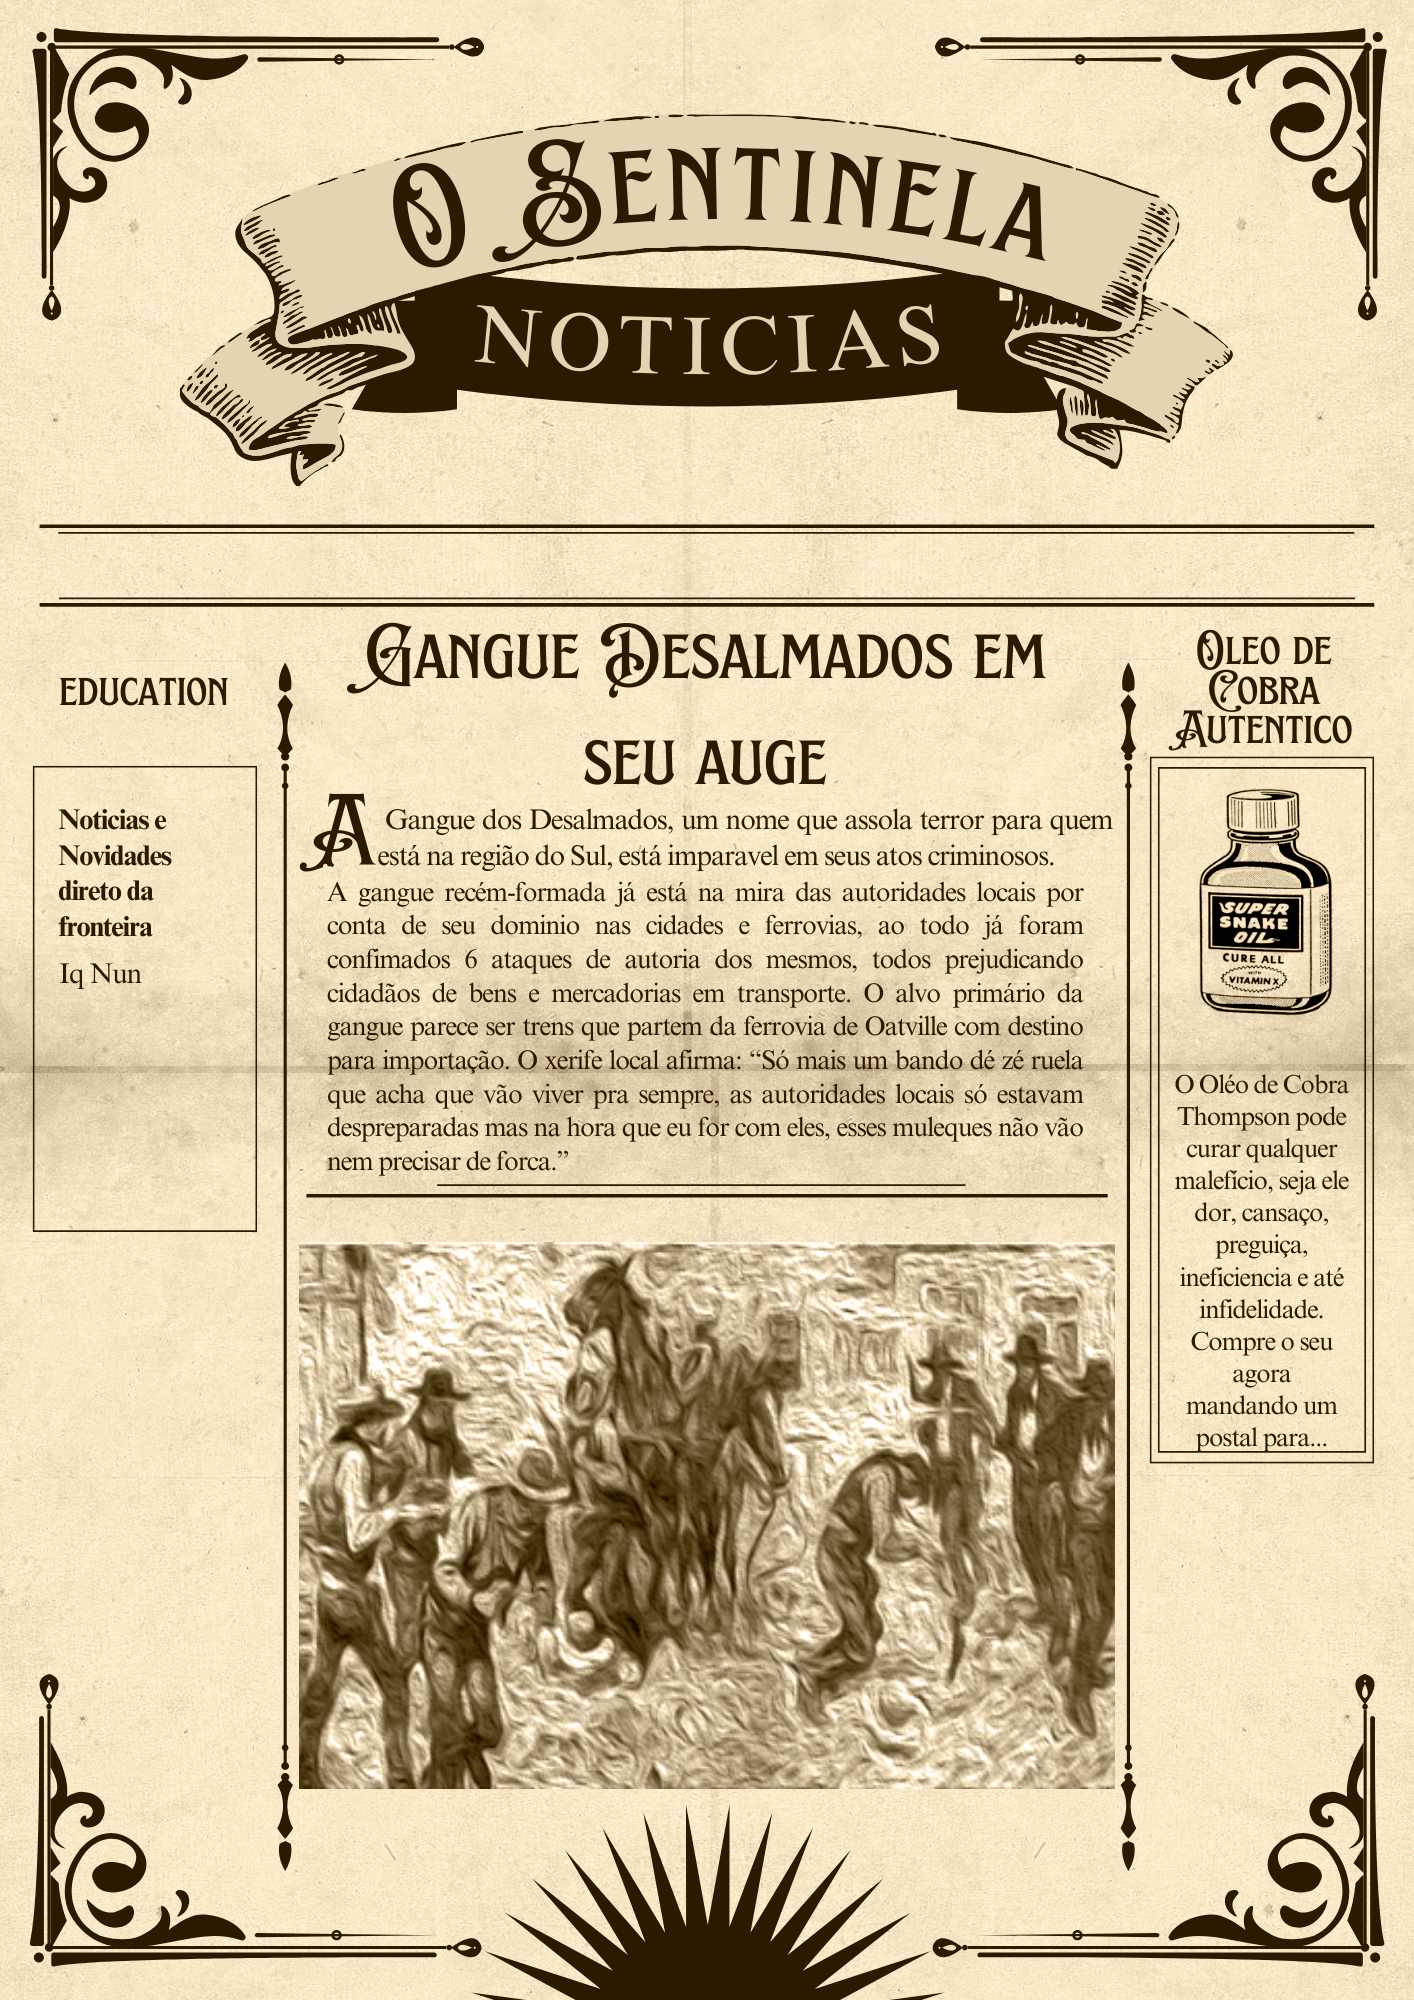 O SENTINELA
NOTICIAS
EDUCATION
Noticias e
Novidades
direto da
fronteira
Iq Nun
GANGUE DESALMADOS EM
SEU AUGE
A Gangue dos Desalmados, um nome que assola terror para quem
está na região do Sul, está imparavel em seus atos criminosos.
A gangue recém-formada já está na mira das autoridades locais por
conta de seu dominio nas cidades e ferrovias, ao todo já foram
confimados 6 ataques de autoria dos mesmos, todos prejudicando
cidadãos de bens e mercadorias em transporte. O alvo primário da
gangue parece ser trens que partem da ferrovia de Oatville com destino
para importação. O xerife local afirma: “Só mais um bando dé zé ruela
que acha que vão viver pra sempre, as autoridades locais só estavam
despreparadas mas na hora que eu for com eles, esses muleques não vão
nem precisar de forca.”
OLEO DE
COBRA
AUTENTICO
SUPER
SNAKE
OIL
CURE ALL
WITH
VITAMIN X
O Oléo de Cobra
Thompson pode
curar qualquer
malefício, seja ele
dor, cansaço,
preguiça,
ineficiencia e até
infidelidade.
Compre o seu
agora
mandando um
postal para...